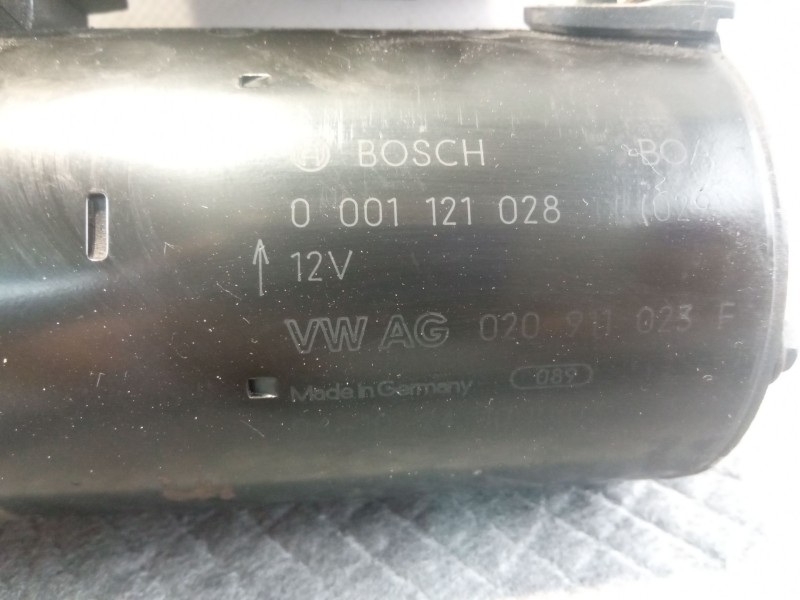 BOSCH
0 001 121 028
12V
VW AG 020 911 023 F
Made in Germany 089